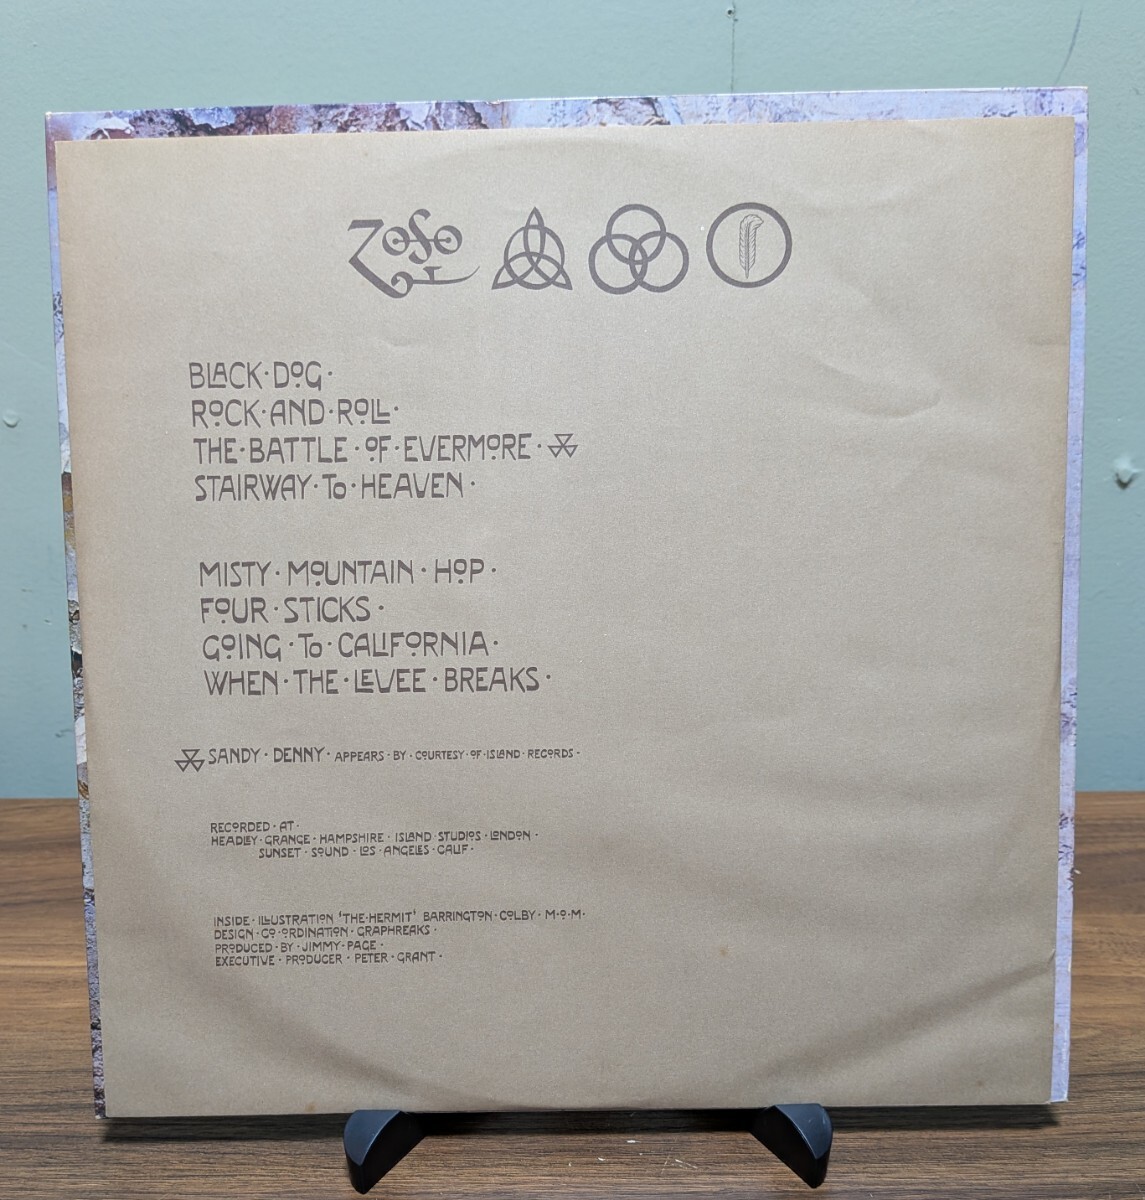 ZOSO
BLACK·DOG·
ROCK·AND·ROLL·
THE·BATTLE·OF·EVERMORE·
STAIRWAY·TO·HEAVEN·
MISTY·MOUNTAIN·HOP·
FOUR·STICKS·
GOING·TO·CALIFORNIA·
WHEN·THE·LEVEE·BREAKS·
SANDY·DENNY·APPEARS·BY·COURTESY·OF·ISLAND·RECORDS·
RECORDED·AT·
HEADLEY·GRANGE·HAMPSHIRE·ISLAND·STUDIOS·LONDON·
SUNSET·SOUND·LOS·ANGELES·CALIF·
INSIDE·ILLUSTRATION 'THE·HERMIT' BARRINGTON·COLBY·M·O·M·
DESIGN·CO·ORDINATION·GRAPHREAKS·
PRODUCED·BY·JIMMY·PAGE·
EXECUTIVE·PRODUCER·PETER·GRANT·